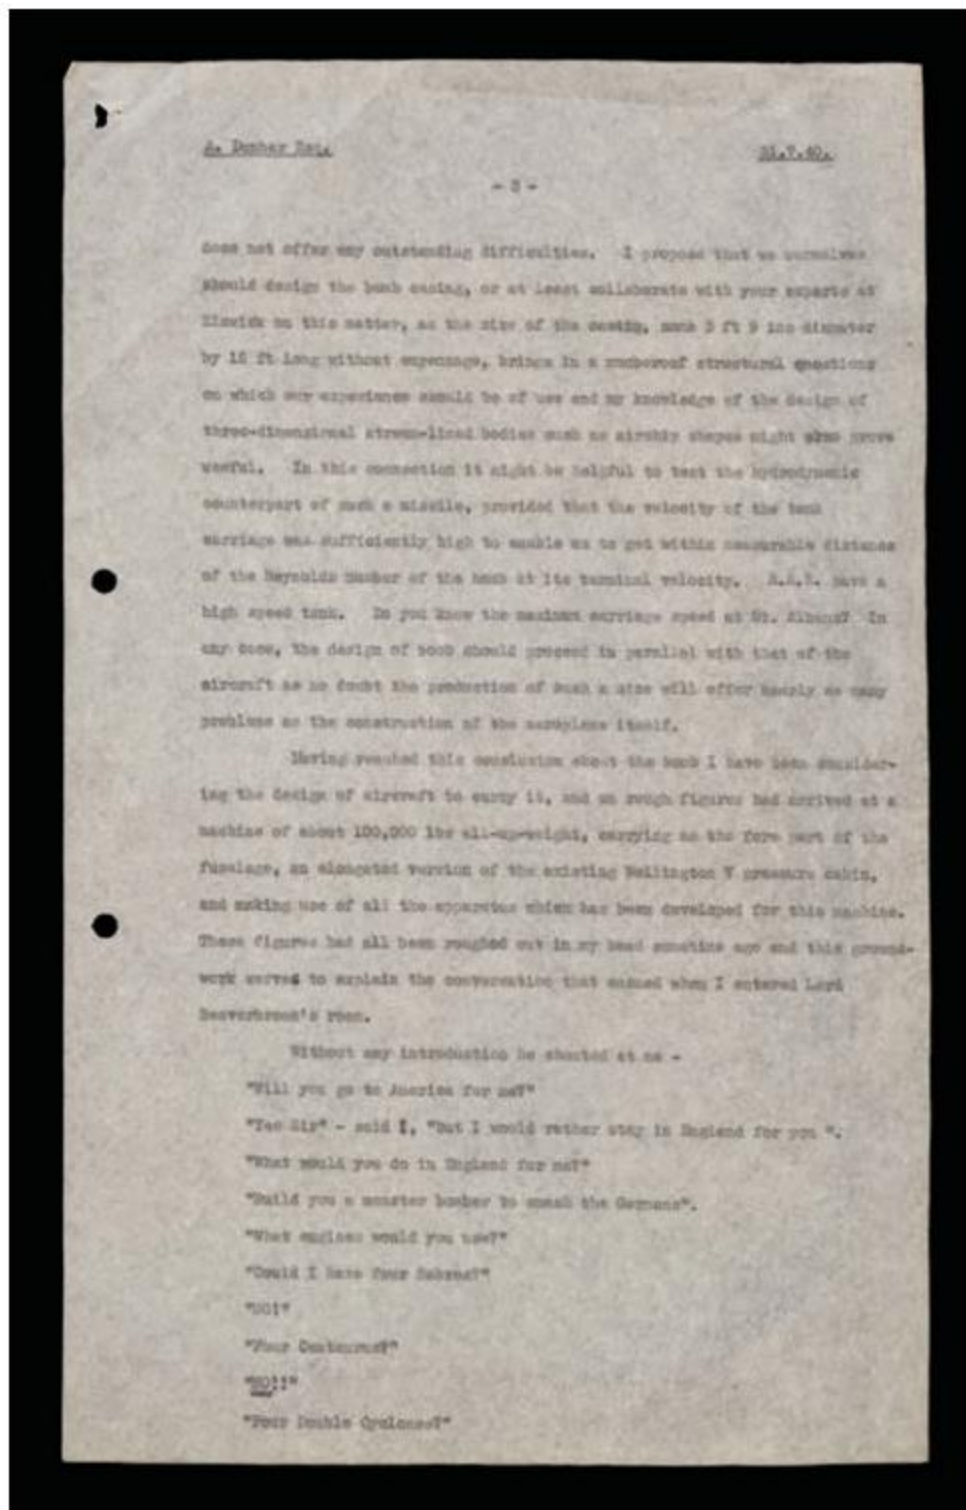 A. Dunbar Esq. 31.7.40.
does not offer any outstanding difficulties. I propose that we ourselves
should design the bomb casing, or at least collaborate with your experts at
Elswick on this matter, as the size of the casing, some 3 ft 9 ins diameter
by 16 ft long without empennage, brings in a numberof structural questions
on which our experience should be of use and my knowledge of the design of
three-dimensional stream-lined bodies such as airship shapes might also prove
useful. In this connection it might be helpful to test the hydrodynamic
counterpart of such a missile, provided that the velocity of the tank
carriage was sufficiently high to enable us to get within measurable distance
of the Reynolds number of the bomb at its terminal velocity. have a
high speed tank. Do you know the maximum carriage speed at St. Albans? In
any case, the design of bomb should proceed in parallel with that of the
aircraft as no doubt the production of such a size will offer nearly as many
problems as the construction of the aeroplane itself.
Having reached this conclusion about the bomb I have been consider-
ing the design of aircraft to carry it, and on rough figures had arrived at a
machine of about 100,000 lbs all-up-weight, carrying as the fore part of the
fuselage, an elongated version of the existing Wellington V pressure cabin,
and making use of all the apparatus which has been developed for this machine.
These figures had all been roughed out in my head sometime ago and this ground-
work served to explain the conversation that ensued when I entered Lord
Beaverbrook's room.
Without any introduction he shouted at me -
"Will you go to America for me?"
"Yes Sir" - said I, "but I would rather stay in England for you ".
"What would you do in England for me?"
"Build you a monster bomber to smash the Germans".
"What engines would you use?"
"Could I have four Sabres?"
"NO!"
"Four Centaurus?"
"NO!!"
"Four Double Cyclones?"